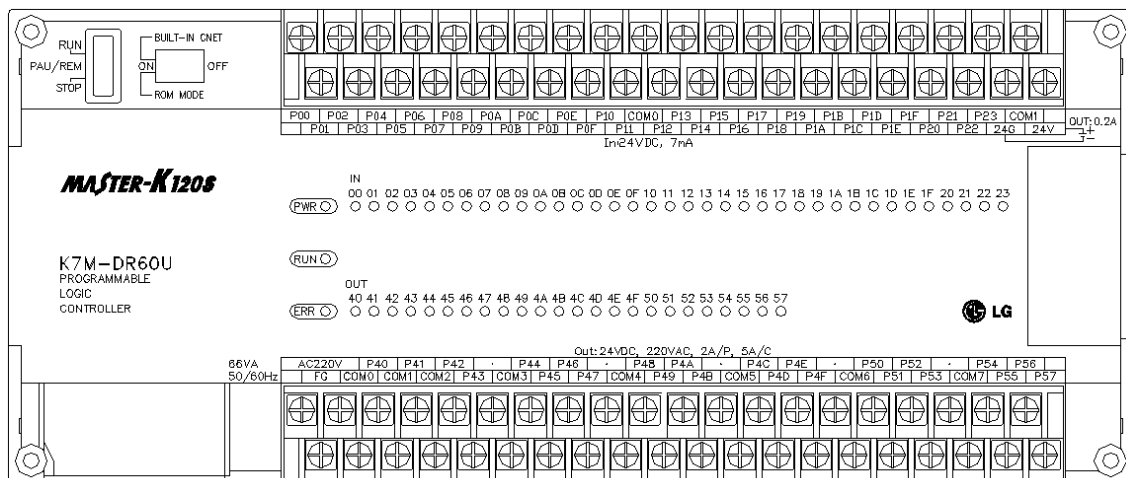 RUN
PAU/REM
STOP
BUILT-IN CNET
ON OFF
ROM MODE
P00 P02 P04 P06 P08 P0A P0C P0E P10 COM0 P13 P15 P17 P19 P1B P1D P1F P21 P23 COM1
P01 P03 P05 P07 P09 P0B P0D P0F P11 P12 P14 P16 P18 P1A P1C P1E P20 P22 24G 24V
OUT:0.2A
+
-
In:24VDC, 7mA
MASTER-K120S
IN
00 01 02 03 04 05 06 07 08 09 0A 0B 0C 0D 0E 0F 10 11 12 13 14 15 16 17 18 19 1A 1B 1C 1D 1E 1F 20 21 22 23
PWR
K7M-DR60U
PROGRAMMABLE
LOGIC
CONTROLLER
RUN
OUT
40 41 42 43 44 45 46 47 48 49 4A 4B 4C 4D 4E 4F 50 51 52 53 54 55 56 57
ERR
LG
Out:24VDC, 220VAC, 2A/P, 5A/C
66VA
50/60Hz
AC220V P40 P41 P42 · P44 P46 · P48 P4A · P4C P4E · P50 P52 · P54 P56
FG COM0 COM1 COM2 P43 COM3 P45 P47 COM4 P49 P4B COM5 P4D P4F COM6 P51 P53 COM7 P55 P57